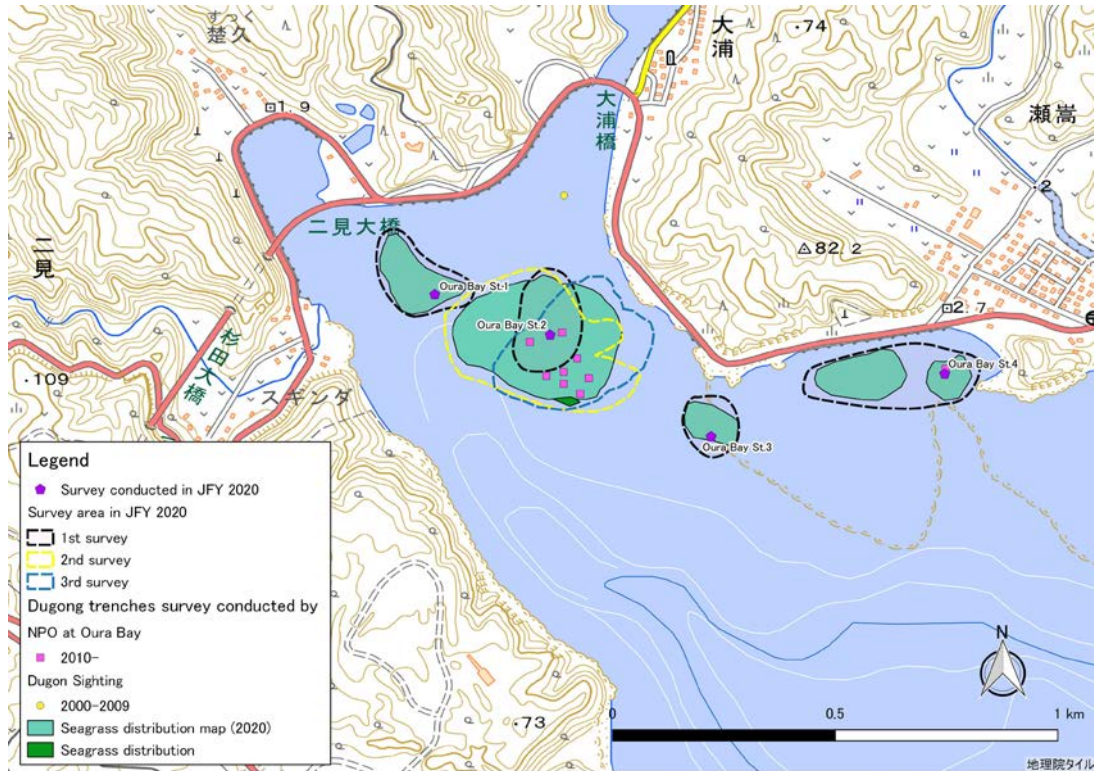 すっく
楚久
1.9
50
大浦
74
瀬嵩
大浦橋
2
二見大橋
82.2
二見
50
Oura Bay St.1
Oura Bay St.2
2.7
杉田大橋
109
スギンダ
Oura Bay St.4
Oura Bay St.3
Legend
Survey conducted in JFY 2020
Survey area in JFY 2020
1st survey
2nd survey
3rd survey
Dugong trenches survey conducted by
NPO at Oura Bay
2010-
Dugon Sighting
2000-2009
Seagrass distribution map (2020)
Seagrass distribution
73
N
0 0.5 1 km
地理院タイル